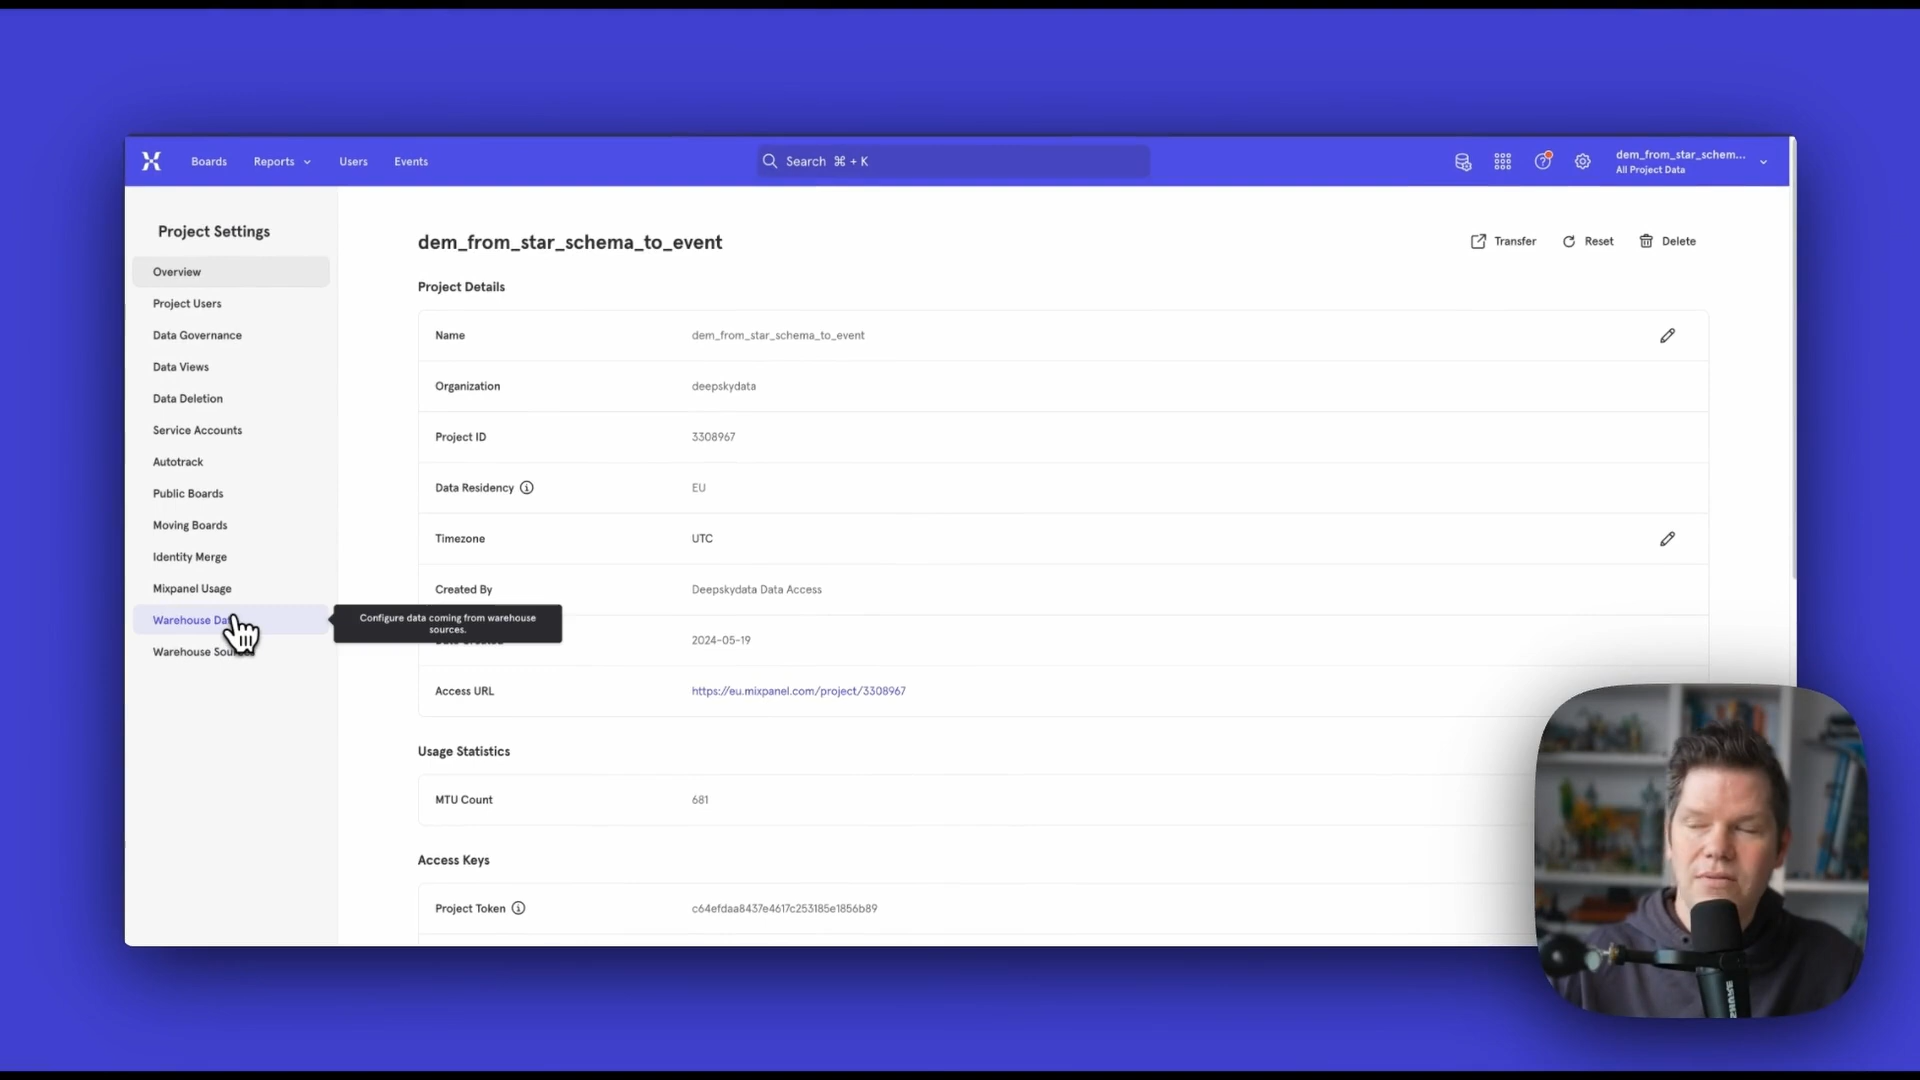 Boards
Reports
Users
Events
Search ⌘ + K
dem_from_star_schem...
All Project Data
Project Settings
Overview
Project Users
Data Governance
Data Views
Data Deletion
Service Accounts
Autotrack
Public Boards
Moving Boards
Identity Merge
Mixpanel Usage
Warehouse
Warehouse
Configure data coming from warehouse
sources.
dem_from_star_schema_to_event
Transfer
Reset
Delete
Project Details
Name dem_from_star_schema_to_event
Organization deepskydata
Project ID 3308967
Data Residency EU
Timezone UTC
Created By Deepskydata Data Access
2024-05-19
Access URL https://eu.mixpanel.com/project/3308967
Usage Statistics
MTU Count 681
Access Keys
Project Token c64efdaa8437e4617c253185e1856b89